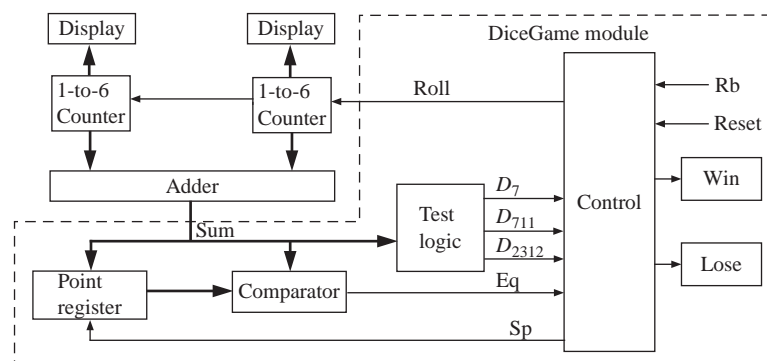 Display
Display
DiceGame module
1-to-6
Counter
1-to-6
Counter
Roll
Rb
Reset
Adder
Control
Win
Sum
Test
logic
D7
D711
D2312
Lose
Point
register
Comparator
Eq
Sp